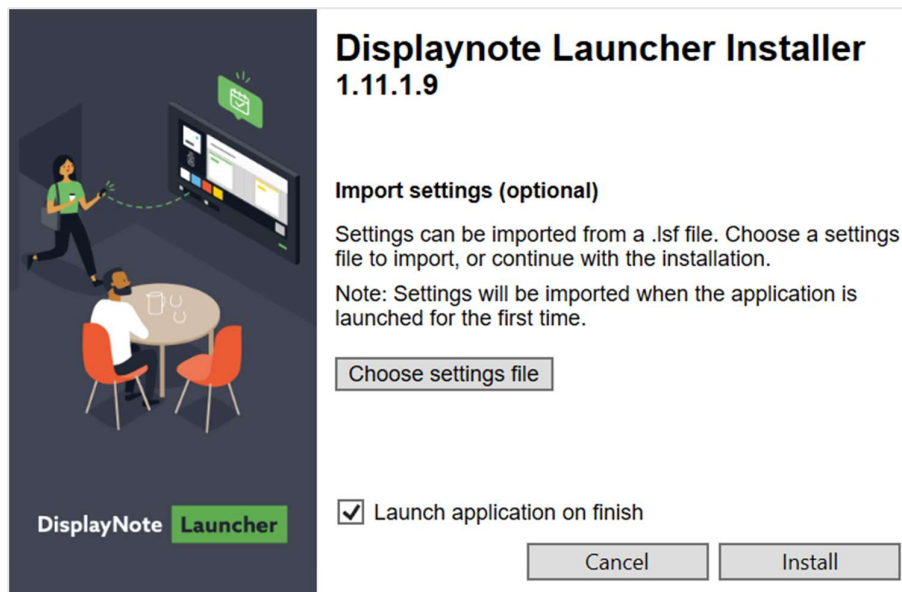 Displaynote Launcher Installer
1.11.1.9
Import settings (optional)
Settings can be imported from a .lsf file. Choose a settings
file to import, or continue with the installation.
Note: Settings will be imported when the application is
launched for the first time.
Choose settings file
Launch application on finish
DisplayNote Launcher
Cancel
Install